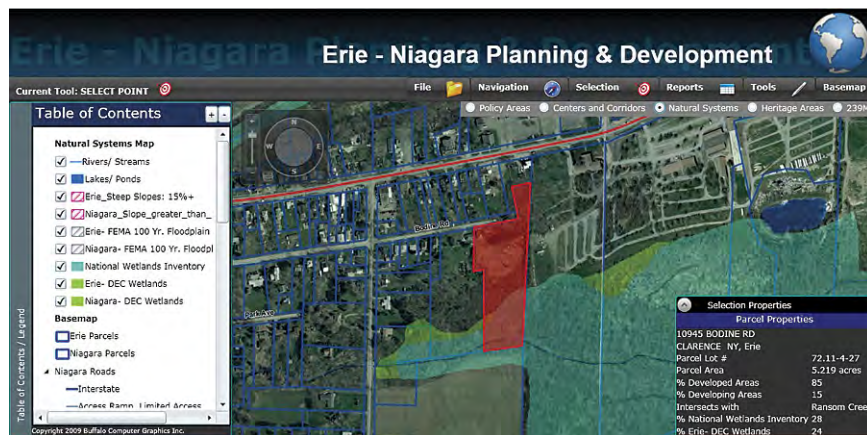 Erie - Niagara Planning & Development
Current Tool: SELECT POINT
File Navigation Selection Reports Tools Basemap
Policy Areas Centers and Corridors Natural Systems Heritage Areas 239M
Table of Contents
+ -
Natural Systems Map
Rivers/ Streams
Lakes/ Ponds
Erie_Steep Slopes: 15%+
Niagara_Slope_greater_than_
Erie- FEMA 100 Yr. Floodplain
Niagara- FEMA 100 Yr. Floodpl
National Wetlands Inventory
Erie- DEC Wetlands
Niagara- DEC Wetlands
Basemap
Erie Parcels
Niagara Parcels
Niagara Roads
Interstate
Access Ramp, Limited Access
Copyright 2009 Buffalo Computer Graphics Inc.
Table of Contents / Legend
N
W E
S
Bodine Rd
Park Ave
Selection Properties
Parcel Properties
10945 BODINE RD
CLARENCE NY, Erie
Parcel Lot # 72.11-4-27
Parcel Area 5.219 acres
% Developed Areas 85
% Developing Areas 15
Intersects with Ransom Cree
% National Wetlands Inventory 28
% Erie- DEC Wetlands 24